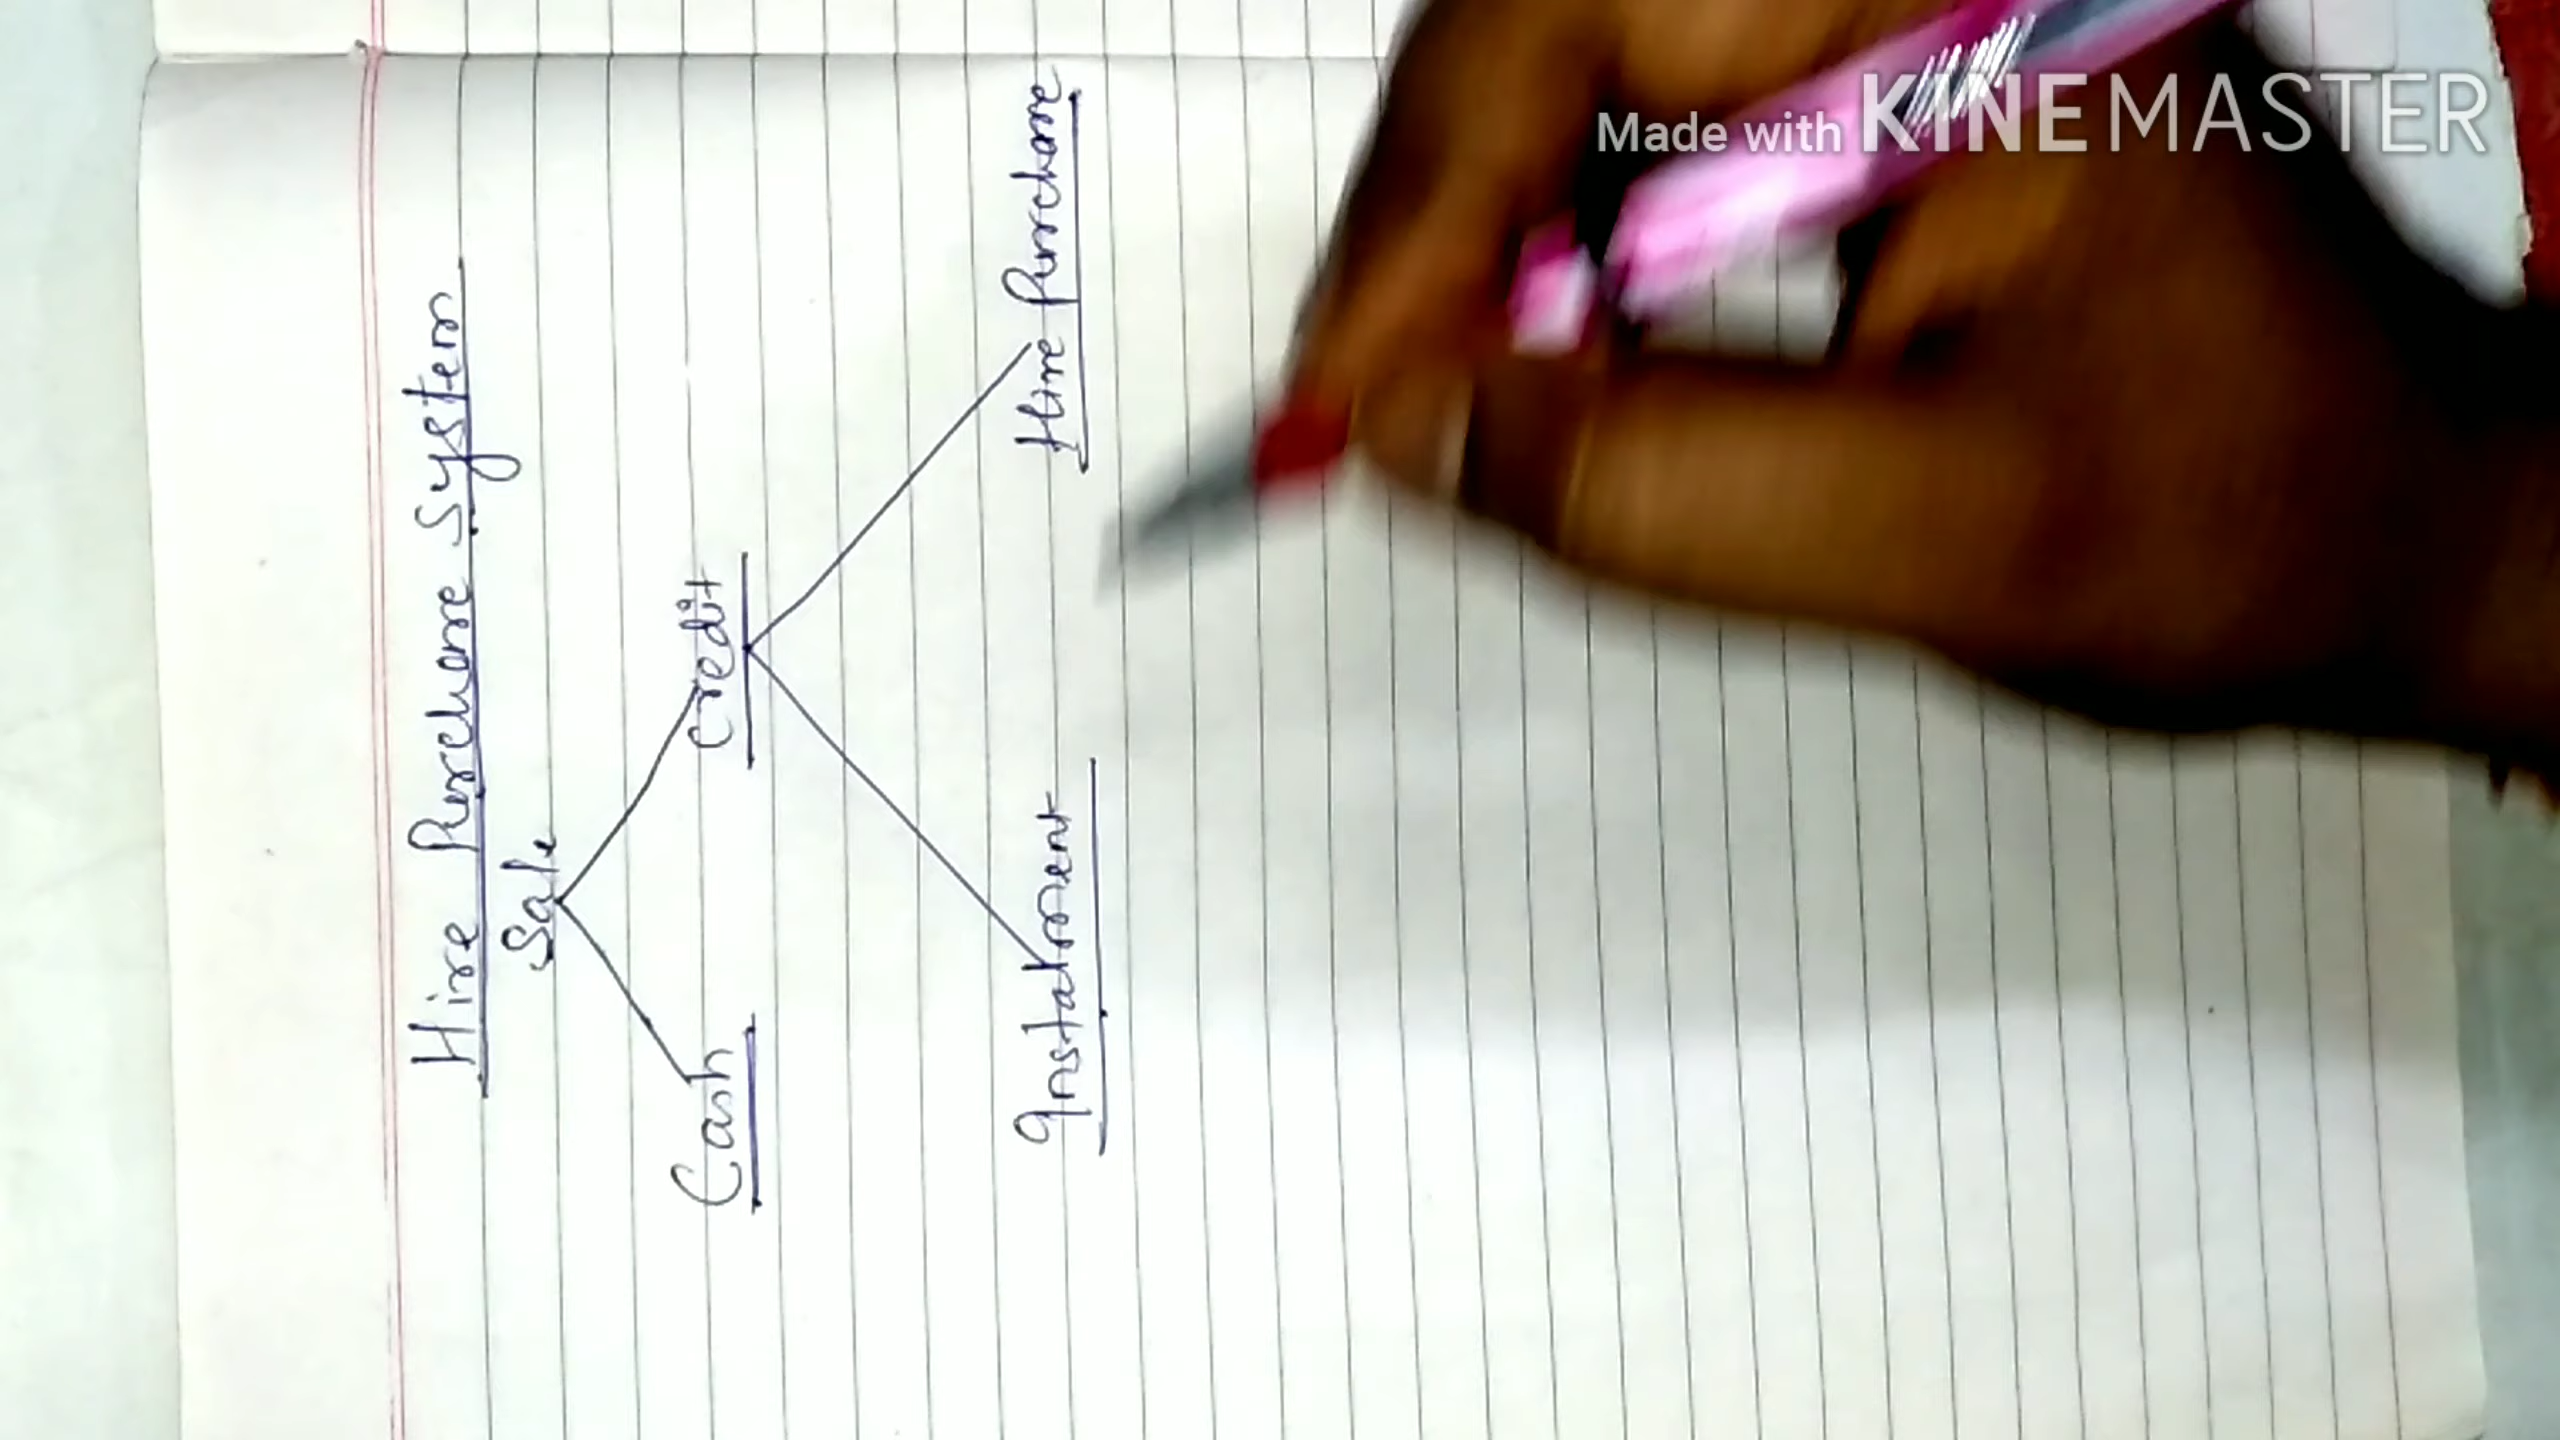 Hire Purchase System
Sale
Cash Credit
Instalment Hire Purchase
Made with KINEMASTER